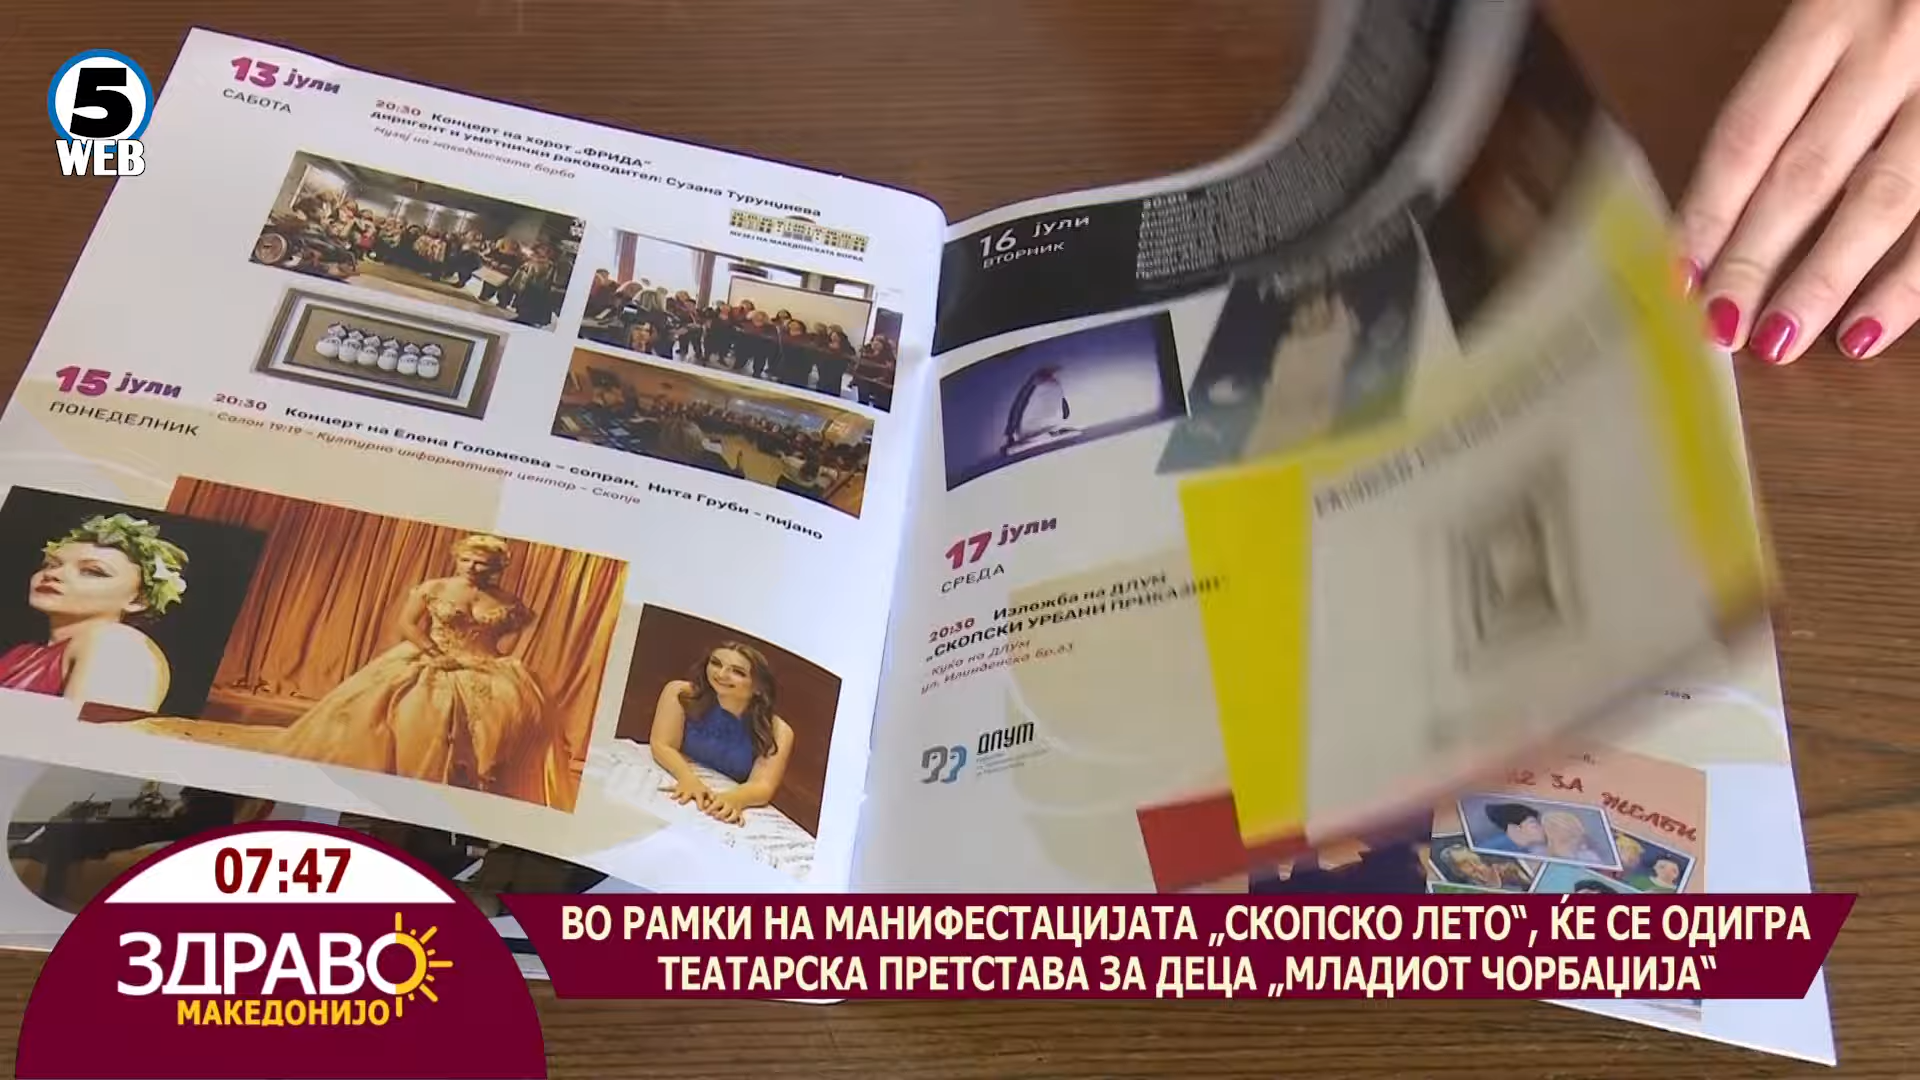 5
WEB
13 јули
САБОТА
20:30 Концерт на хорот „ФРИДА“
диригент и уметнички раководител: Сузана Турунџиева
Музеј на македонската борба
МУЗЕЈ НА МАКЕДОНСКАТА БОРБА
15 јули
ПОНЕДЕЛНИК
20:30 Концерт на Елена Голомеова – сопран, Нита Груби – пијано
Салон 19:19 – Културно информативен центар – Скопје
16 јули
ВТОРНИК
17 јули
СРЕДА
20:30 Изложба на ДЛУМ
„СКОПСКИ УРБАНИ ПРИКАЗНИ“
куќа на ДЛУМ
ул. Илинденска бр.
ДЛУМ
ЗА ЖЕЛБИ
07:47
ЗДРАВО
МАКЕДОНИЈО
ВО РАМКИ НА МАНИФЕСТАЦИЈАТА „СКОПСКО ЛЕТО“, ЌЕ СЕ ОДИГРА
ТЕАТАРСКА ПРЕТСТАВА ЗА ДЕЦА „МЛАДИОТ ЧОРБАЏИЈА“